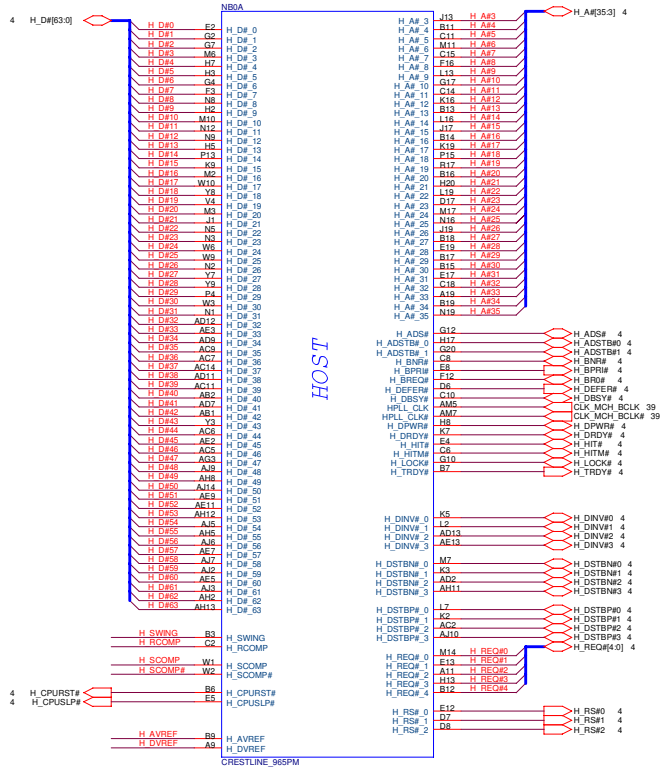 NB0A
4 H_D#[63:0]
H_D#0 E2 H_D#_0
H_D#1 G2 H_D#_1
H_D#2 G7 H_D#_2
H_D#3 M6 H_D#_3
H_D#4 H7 H_D#_4
H_D#5 H3 H_D#_5
H_D#6 G4 H_D#_6
H_D#7 F3 H_D#_7
H_D#8 N8 H_D#_8
H_D#9 H2 H_D#_9
H_D#10 M10 H_D#_10
H_D#11 N12 H_D#_11
H_D#12 N9 H_D#_12
H_D#13 H5 H_D#_13
H_D#14 P13 H_D#_14
H_D#15 K9 H_D#_15
H_D#16 M2 H_D#_16
H_D#17 W10 H_D#_17
H_D#18 Y8 H_D#_18
H_D#19 V4 H_D#_19
H_D#20 M3 H_D#_20
H_D#21 J1 H_D#_21
H_D#22 N5 H_D#_22
H_D#23 N3 H_D#_23
H_D#24 W6 H_D#_24
H_D#25 W9 H_D#_25
H_D#26 N2 H_D#_26
H_D#27 Y7 H_D#_27
H_D#28 Y9 H_D#_28
H_D#29 P4 H_D#_29
H_D#30 W3 H_D#_30
H_D#31 N1 H_D#_31
H_D#32 AD12 H_D#_32
H_D#33 AE3 H_D#_33
H_D#34 AD9 H_D#_34
H_D#35 AC9 H_D#_35
H_D#36 AC7 H_D#_36
H_D#37 AC14 H_D#_37
H_D#38 AD11 H_D#_38
H_D#39 AC11 H_D#_39
H_D#40 AB2 H_D#_40
H_D#41 AD7 H_D#_41
H_D#42 AB1 H_D#_42
H_D#43 Y3 H_D#_43
H_D#44 AC6 H_D#_44
H_D#45 AE2 H_D#_45
H_D#46 AC5 H_D#_46
H_D#47 AG3 H_D#_47
H_D#48 AJ9 H_D#_48
H_D#49 AH8 H_D#_49
H_D#50 AJ14 H_D#_50
H_D#51 AE9 H_D#_51
H_D#52 AE11 H_D#_52
H_D#53 AH12 H_D#_53
H_D#54 AJ5 H_D#_54
H_D#55 AH5 H_D#_55
H_D#56 AJ6 H_D#_56
H_D#57 AE7 H_D#_57
H_D#58 AJ7 H_D#_58
H_D#59 AJ2 H_D#_59
H_D#60 AE5 H_D#_60
H_D#61 AJ3 H_D#_61
H_D#62 AH2 H_D#_62
H_D#63 AH13 H_D#_63
H_SWING B3 H_SWING
H_RCOMP C2 H_RCOMP
H_SCOMP W1 H_SCOMP
H_SCOMP# W2 H_SCOMP#
4 H_CPURST# B6 H_CPURST#
4 H_CPUSLP# E5 H_CPUSLP#
H_AVREF B9 H_AVREF
H_DVREF A9 H_DVREF
HOST
H_A#[35:3] 4
H_A#_3 J13 H_A#3
H_A#_4 B11 H_A#4
H_A#_5 C11 H_A#5
H_A#_6 M11 H_A#6
H_A#_7 C15 H_A#7
H_A#_8 F16 H_A#8
H_A#_9 L13 H_A#9
H_A#_10 G17 H_A#10
H_A#_11 C14 H_A#11
H_A#_12 K16 H_A#12
H_A#_13 B13 H_A#13
H_A#_14 L16 H_A#14
H_A#_15 J17 H_A#15
H_A#_16 B14 H_A#16
H_A#_17 K19 H_A#17
H_A#_18 P15 H_A#18
H_A#_19 R17 H_A#19
H_A#_20 B16 H_A#20
H_A#_21 H20 H_A#21
H_A#_22 L19 H_A#22
H_A#_23 D17 H_A#23
H_A#_24 M17 H_A#24
H_A#_25 N16 H_A#25
H_A#_26 J19 H_A#26
H_A#_27 B18 H_A#27
H_A#_28 E19 H_A#28
H_A#_29 B17 H_A#29
H_A#_30 B15 H_A#30
H_A#_31 E17 H_A#31
H_A#_32 C18 H_A#32
H_A#_33 A19 H_A#33
H_A#_34 B19 H_A#34
H_A#_35 N19 H_A#35
H_ADS# G12 H_ADS# 4
H_ADSTB#_0 H17 H_ADSTB#0 4
H_ADSTB#_1 G20 H_ADSTB#1 4
H_BNR# C8 H_BNR# 4
H_BPRI# E8 H_BPRI# 4
H_BREQ# F12 H_BR0# 4
H_DEFER# D6 H_DEFER# 4
H_DBSY# C10 H_DBSY# 4
HPLL_CLK AM5 CLK_MCH_BCLK 39
HPLL_CLK# AM7 CLK_MCH_BCLK# 39
H_DPWR# H8 H_DPWR# 4
H_DRDY# K7 H_DRDY# 4
H_HIT# E4 H_HIT# 4
H_HITM# C6 H_HITM# 4
H_LOCK# G10 H_LOCK# 4
H_TRDY# B7 H_TRDY# 4
H_DINV#_0 K5 H_DINV#0 4
H_DINV#_1 L2 H_DINV#1 4
H_DINV#_2 AD13 H_DINV#2 4
H_DINV#_3 AE13 H_DINV#3 4
H_DSTBN#_0 M7 H_DSTBN#0 4
H_DSTBN#_1 K3 H_DSTBN#1 4
H_DSTBN#_2 AD2 H_DSTBN#2 4
H_DSTBN#_3 AH11 H_DSTBN#3 4
H_DSTBP#_0 L7 H_DSTBP#0 4
H_DSTBP#_1 K2 H_DSTBP#1 4
H_DSTBP#_2 AC2 H_DSTBP#2 4
H_DSTBP#_3 AJ10 H_DSTBP#3 4
H_REQ#[4:0] 4
H_REQ#_0 M14 H_REQ#0
H_REQ#_1 E13 H_REQ#1
H_REQ#_2 A11 H_REQ#2
H_REQ#_3 H13 H_REQ#3
H_REQ#_4 B12 H_REQ#4
H_RS#_0 E12 H_RS#0 4
H_RS#_1 D7 H_RS#1 4
H_RS#_2 D8 H_RS#2 4
CRESTLINE_965PM